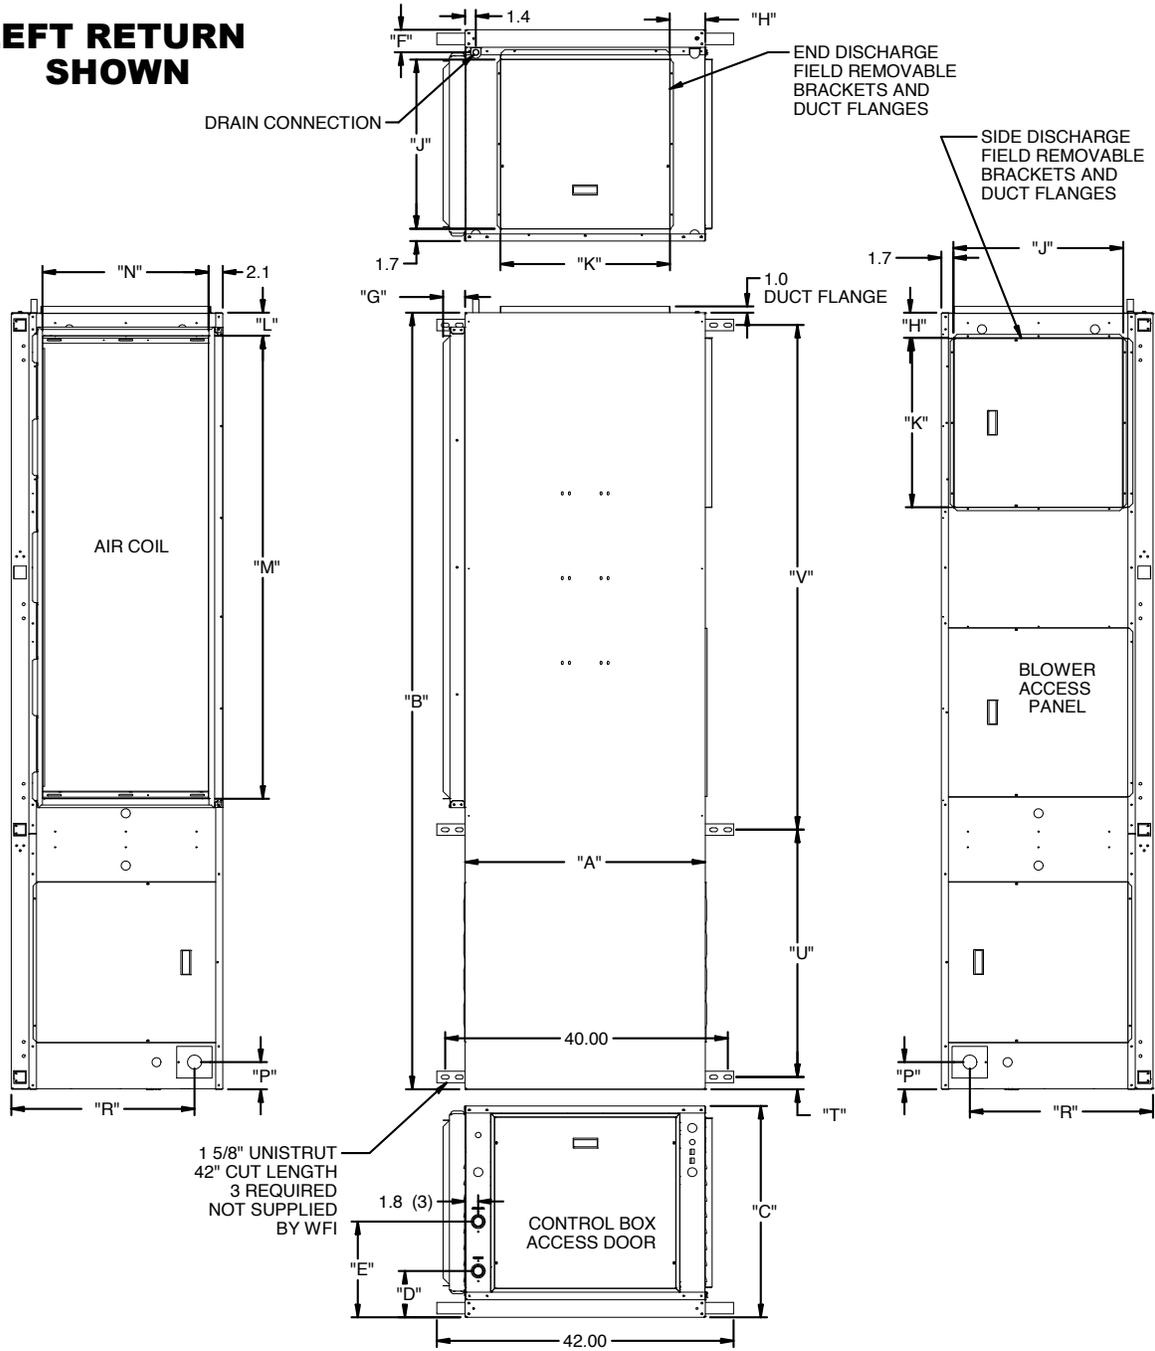 EFT RETURN
SHOWN
1.4
"H"
"F"
END DISCHARGE
FIELD REMOVABLE
BRACKETS AND
DUCT FLANGES
DRAIN CONNECTION
"J"
SIDE DISCHARGE
FIELD REMOVABLE
BRACKETS AND
DUCT FLANGES
1.7
"K"
"N"
2.1
"G"
1.0
DUCT FLANGE
1.7
"J"
"L"
"H"
"K"
AIR COIL
"M"
"V"
"B"
BLOWER
ACCESS
PANEL
"A"
"U"
40.00
"P"
"P"
"R"
"T"
"R"
1 5/8" UNISTRUT
42" CUT LENGTH
3 REQUIRED
NOT SUPPLIED
BY WFI
1.8 (3)
"C"
CONTROL BOX
ACCESS DOOR
"E"
"D"
42.00